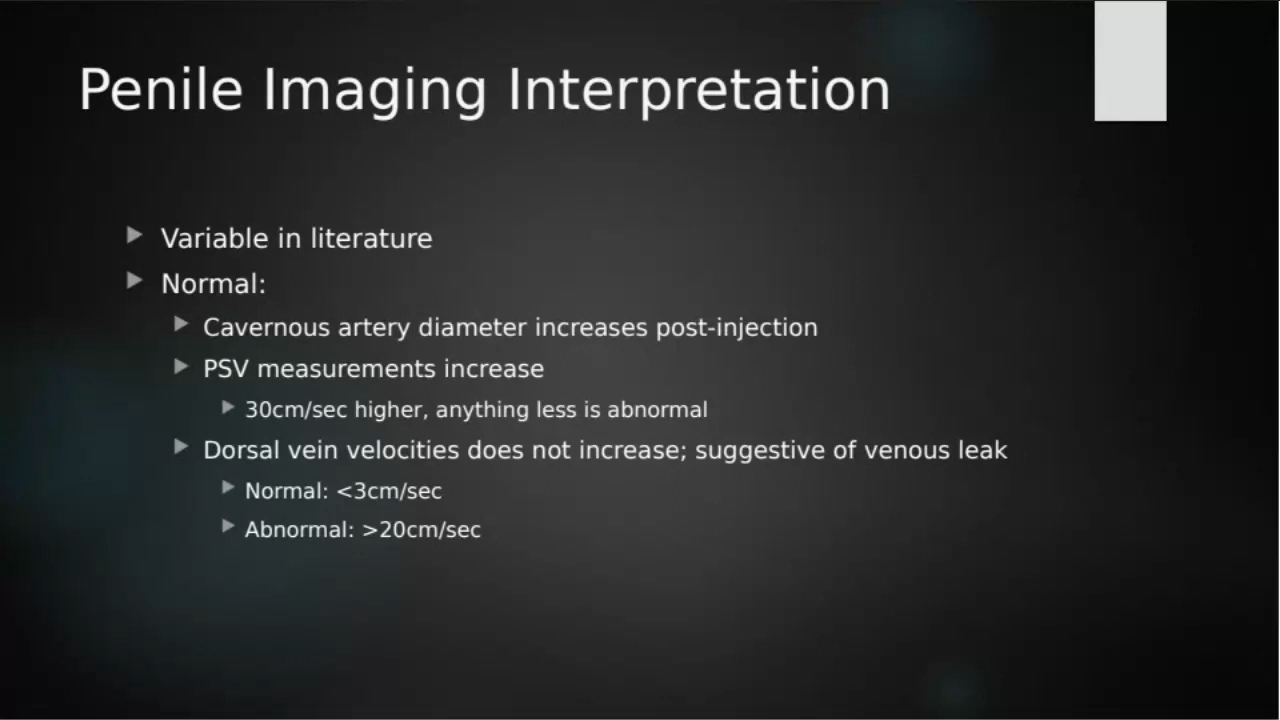 Penile Imaging Interpretation
Variable in literature
Normal:
Cavernous artery diameter increases post-injection
PSV measurements increase
30cm/sec higher, anything less is abnormal
Dorsal vein velocities does not increase; suggestive of venous leak
Normal: <3cm/sec
Abnormal: >20cm/sec